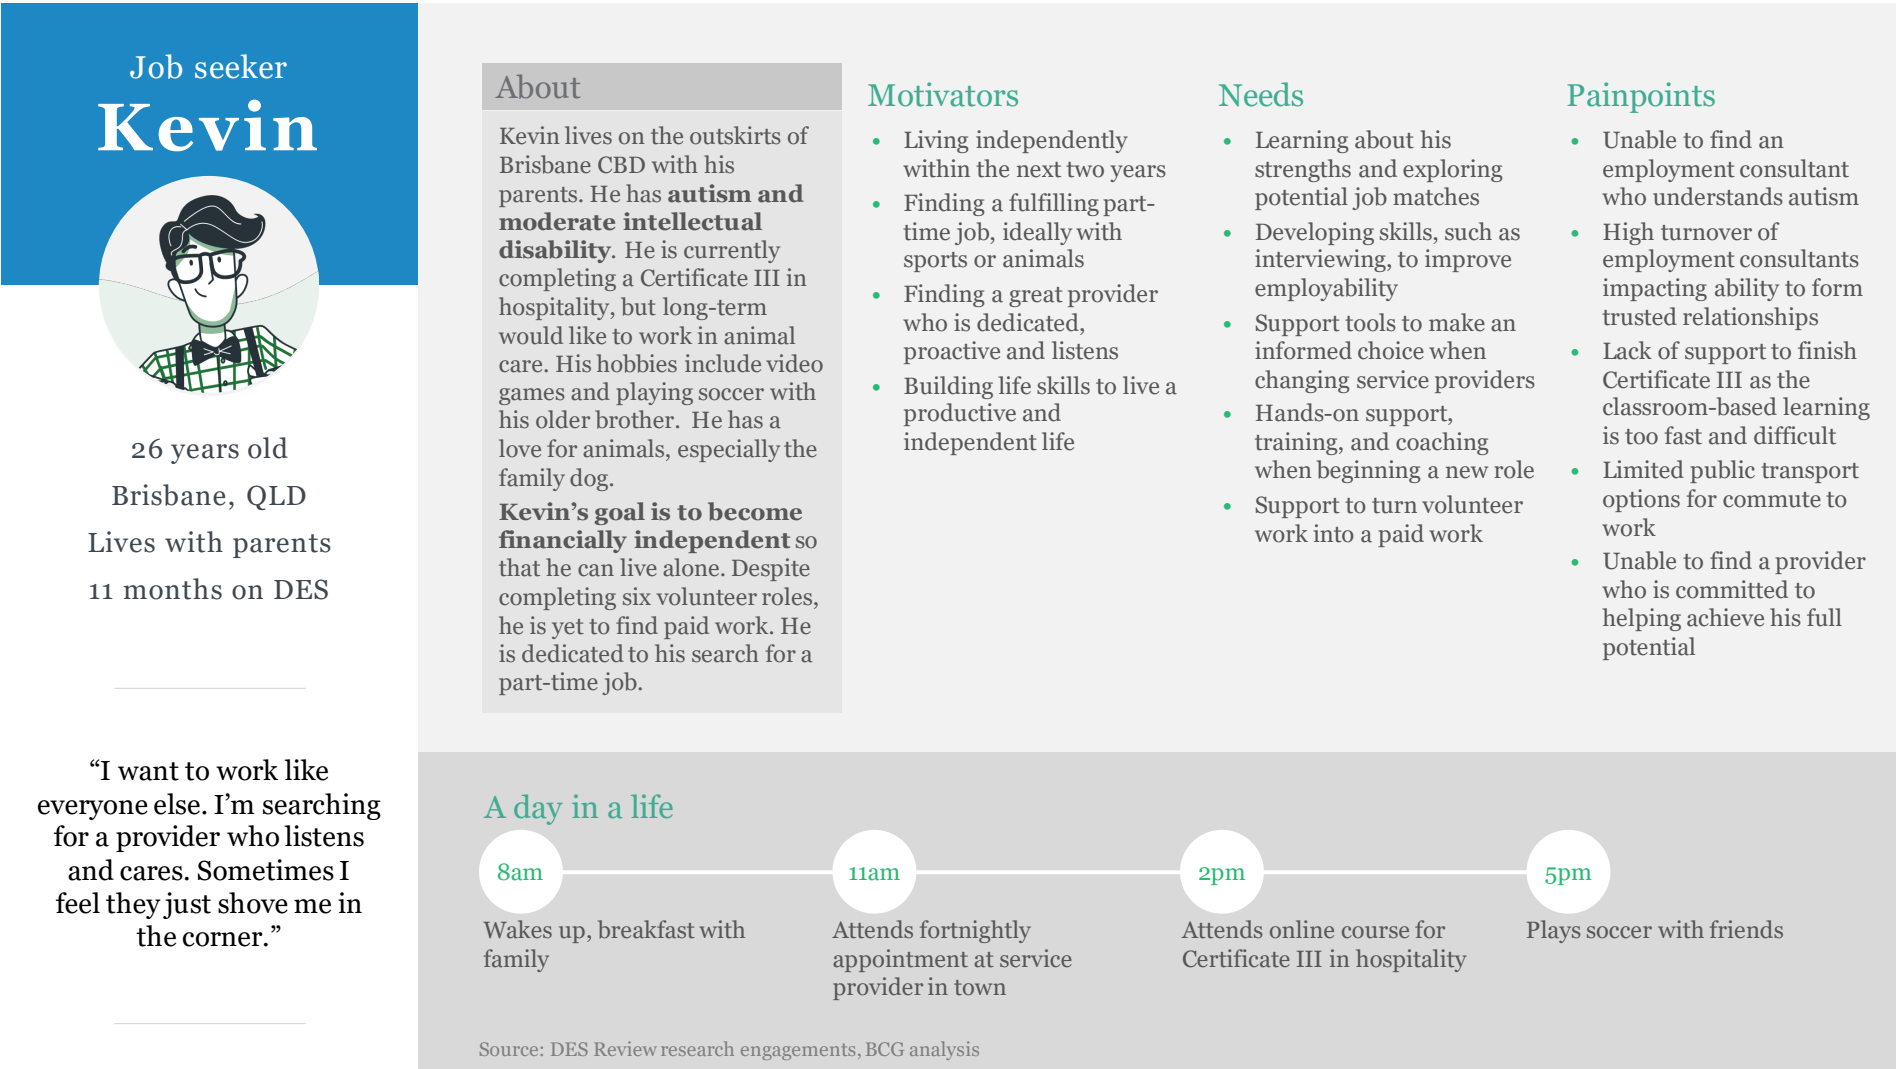 Job seeker
Kevin
26 years old
Brisbane, QLD
Lives with parents
11 months on DES
“I want to work like
everyone else. I’m searching
for a provider who listens
and cares. Sometimes I
feel they just shove me in
the corner.”
About
Kevin lives on the outskirts of
Brisbane CBD with his
parents. He has autism and
moderate intellectual
disability. He is currently
completing a Certificate III in
hospitality, but long-term
would like to work in animal
care. His hobbies include video
games and playing soccer with
his older brother. He has a
love for animals, especially the
family dog.
Kevin’s goal is to become
financially independent so
that he can live alone. Despite
completing six volunteer roles,
he is yet to find paid work. He
is dedicated to his search for a
part-time job.
Motivators
• Living independently
within the next two years
• Finding a fulfilling part-
time job, ideally with
sports or animals
• Finding a great provider
who is dedicated,
proactive and listens
• Building life skills to live a
productive and
independent life
Needs
• Learning about his
strengths and exploring
potential job matches
• Developing skills, such as
interviewing, to improve
employability
• Support tools to make an
informed choice when
changing service providers
• Hands-on support,
training, and coaching
when beginning a new role
• Support to turn volunteer
work into a paid work
Painpoints
• Unable to find an
employment consultant
who understands autism
• High turnover of
employment consultants
impacting ability to form
trusted relationships
• Lack of support to finish
Certificate III as the
classroom-based learning
is too fast and difficult
• Limited public transport
options for commute to
work
• Unable to find a provider
who is committed to
helping achieve his full
potential
A day in a life
8am
Wakes up, breakfast with
family
11am
Attends fortnightly
appointment at service
provider in town
2pm
Attends online course for
Certificate III in hospitality
5pm
Plays soccer with friends
Source: DES Review research engagements, BCG analysis